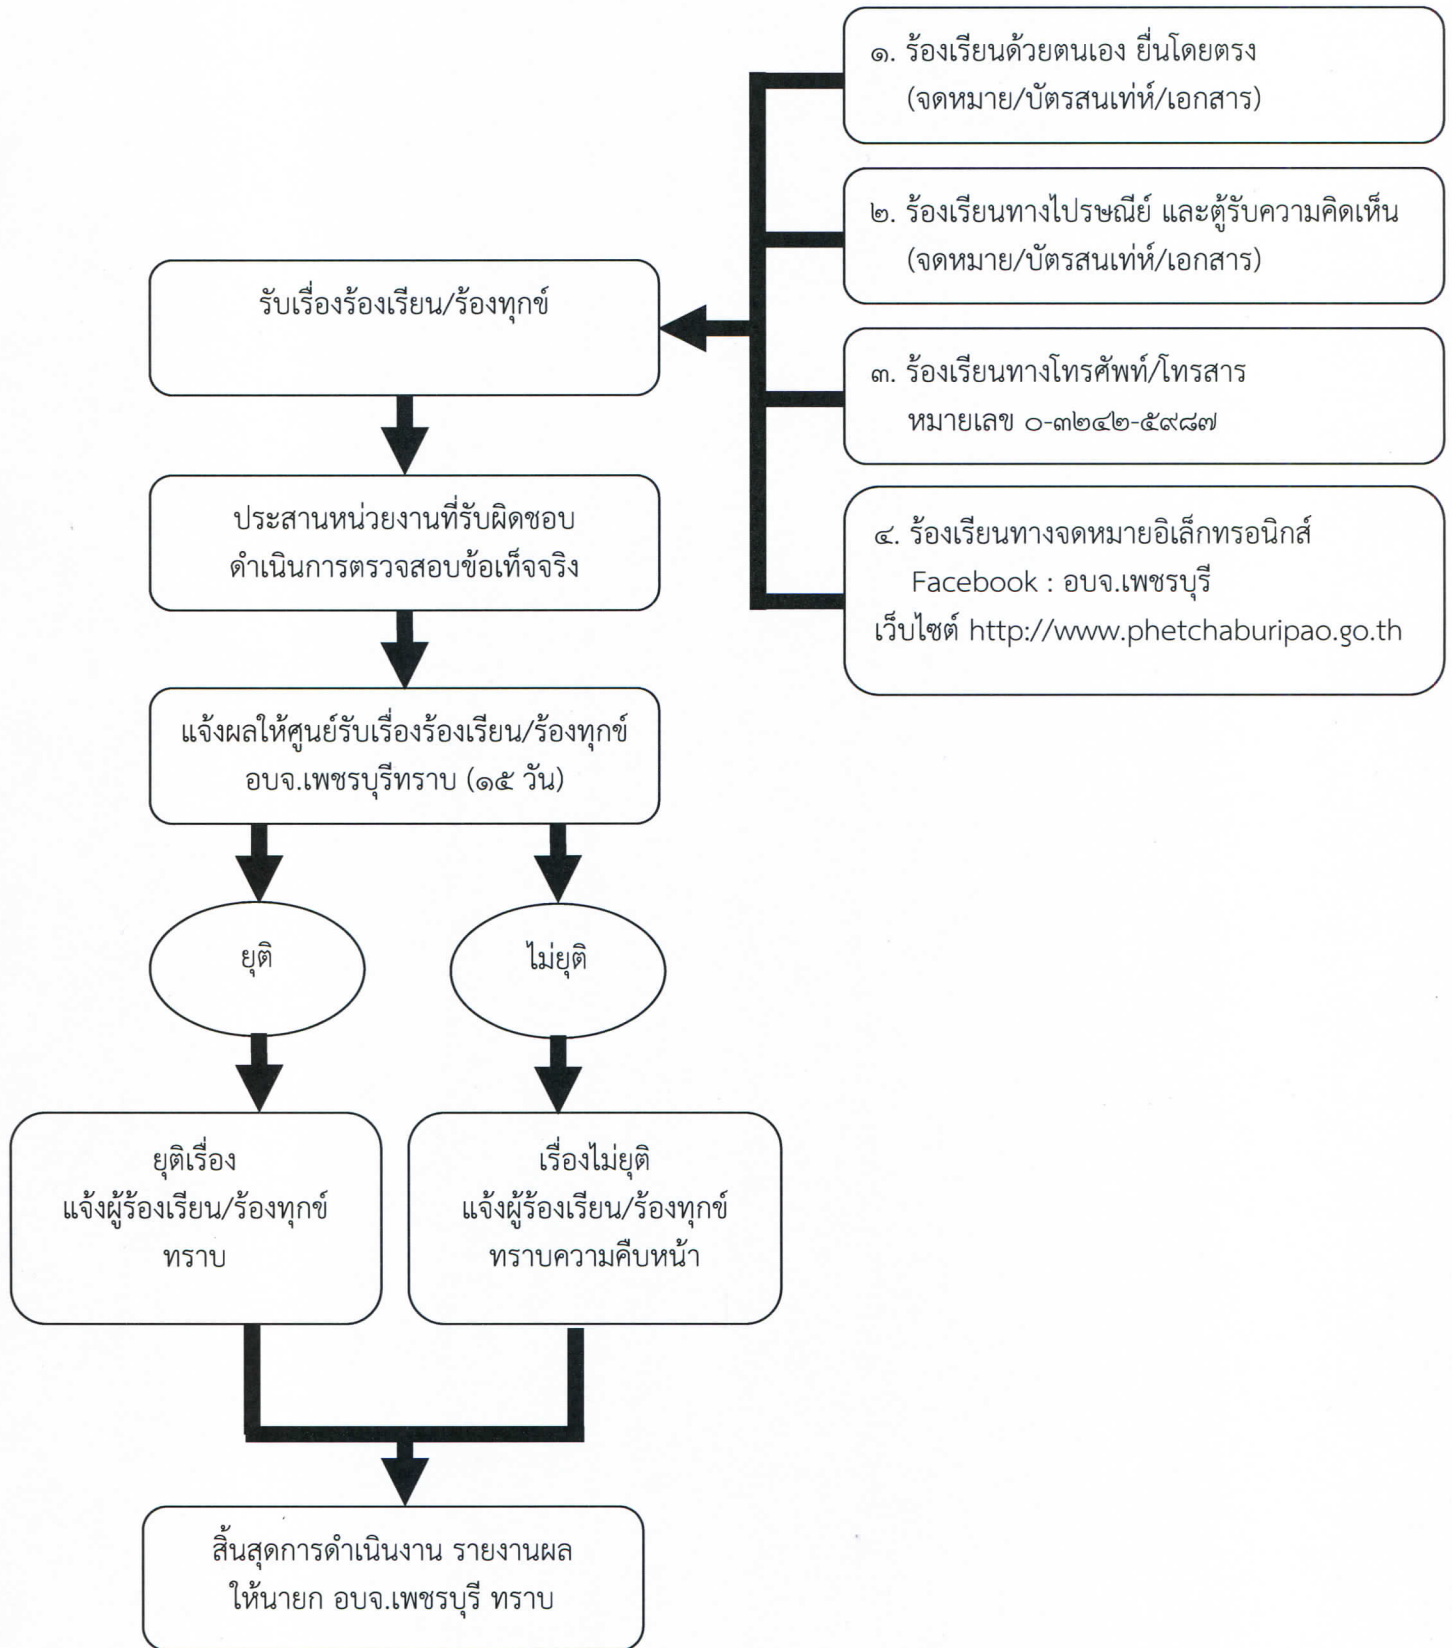 ๑. ร้องเรียนด้วยตนเอง ยื่นโดยตรง
(จดหมาย/บัตรสนเท่ห์/เอกสาร)
๒. ร้องเรียนทางไปรษณีย์ และตู้รับความคิดเห็น
(จดหมาย/บัตรสนเท่ห์/เอกสาร)
๓. ร้องเรียนทางโทรศัพท์/โทรสาร
หมายเลข ๐-๓๒๔๒-๕๙๘๗
๔. ร้องเรียนทางจดหมายอิเล็กทรอนิกส์
Facebook : อบจ.เพชรบุรี
เว็บไซต์ http://www.phetchaburipao.go.th
รับเรื่องร้องเรียน/ร้องทุกข์
ประสานหน่วยงานที่รับผิดชอบ
ดำเนินการตรวจสอบข้อเท็จจริง
แจ้งผลให้ศูนย์รับเรื่องร้องเรียน/ร้องทุกข์
อบจ.เพชรบุรีทราบ (๑๕ วัน)
ยุติ
ไม่ยุติ
ยุติเรื่อง
แจ้งผู้ร้องเรียน/ร้องทุกข์
ทราบ
เรื่องไม่ยุติ
แจ้งผู้ร้องเรียน/ร้องทุกข์
ทราบความคืบหน้า
สิ้นสุดการดำเนินงาน รายงานผล
ให้นายก อบจ.เพชรบุรี ทราบ